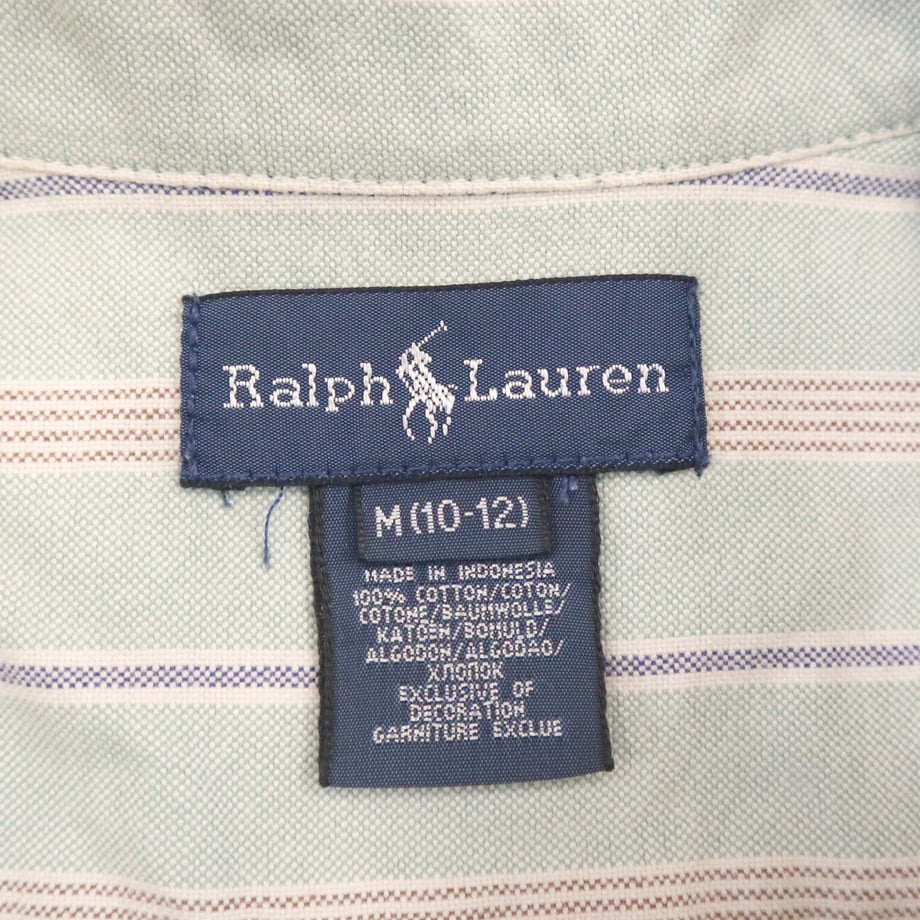 Ralph Lauren
M (10-12)
MADE IN INDONESIA
100% COTTON/COTON/
COTONE/BAUMWOLLE/
KATOEN/BOMULD/
ALGODON/ALGODAO/
ХЛОПОК
EXCLUSIVE OF
DECORATION
GARNITURE EXCLUE